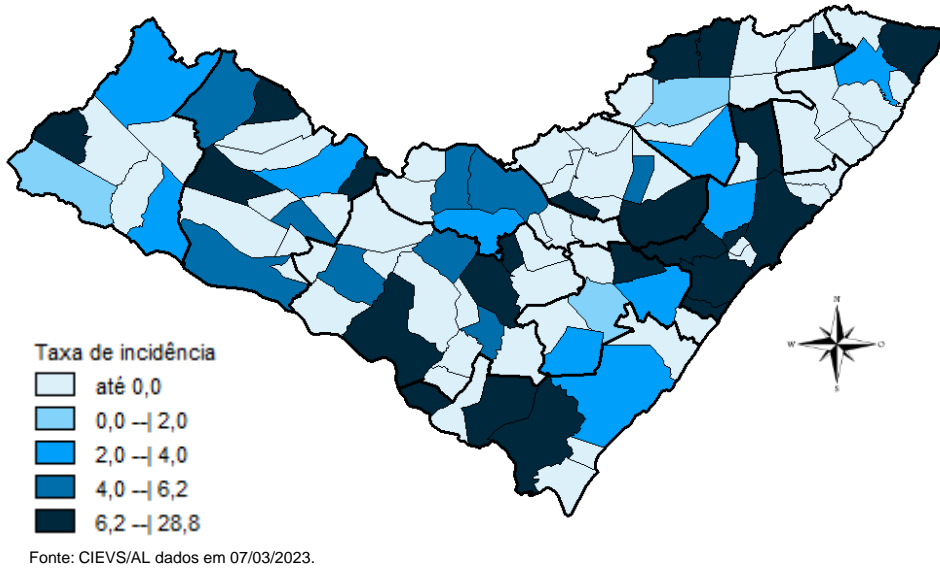 N
W
O
S
Taxa de incidência
até 0,0
0,0 --| 2,0
2,0 --| 4,0
4,0 --| 6,2
6,2 --| 28,8
Fonte: CIEVS/AL dados em 07/03/2023.